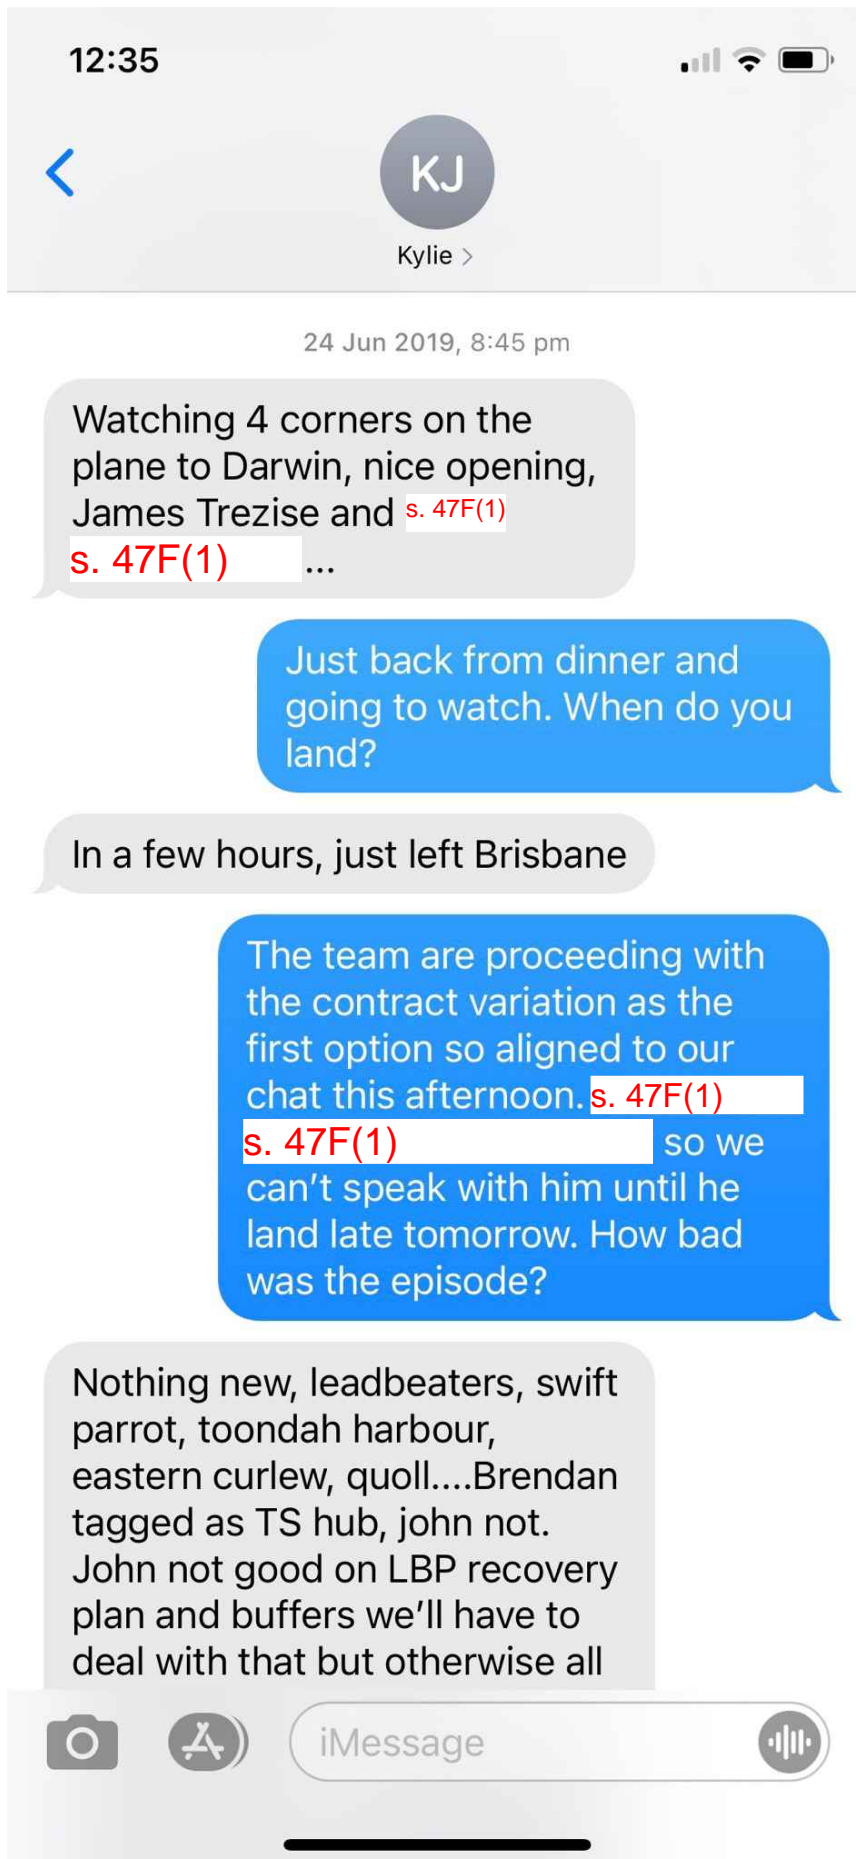 12:35
KJ
Kylie >
24 Jun 2019, 8:45 pm
Watching 4 corners on the
plane to Darwin, nice opening,
James Trezise and s. 47F(1)
s. 47F(1) ...
Just back from dinner and
going to watch. When do you
land?
In a few hours, just left Brisbane
The team are proceeding with
the contract variation as the
first option so aligned to our
chat this afternoon. s. 47F(1)
s. 47F(1) so we
can't speak with him until he
land late tomorrow. How bad
was the episode?
Nothing new, leadbeaters, swift
parrot, toondah harbour,
eastern curlew, quoll....Brendan
tagged as TS hub, john not.
John not good on LBP recovery
plan and buffers we'll have to
deal with that but otherwise all
iMessage